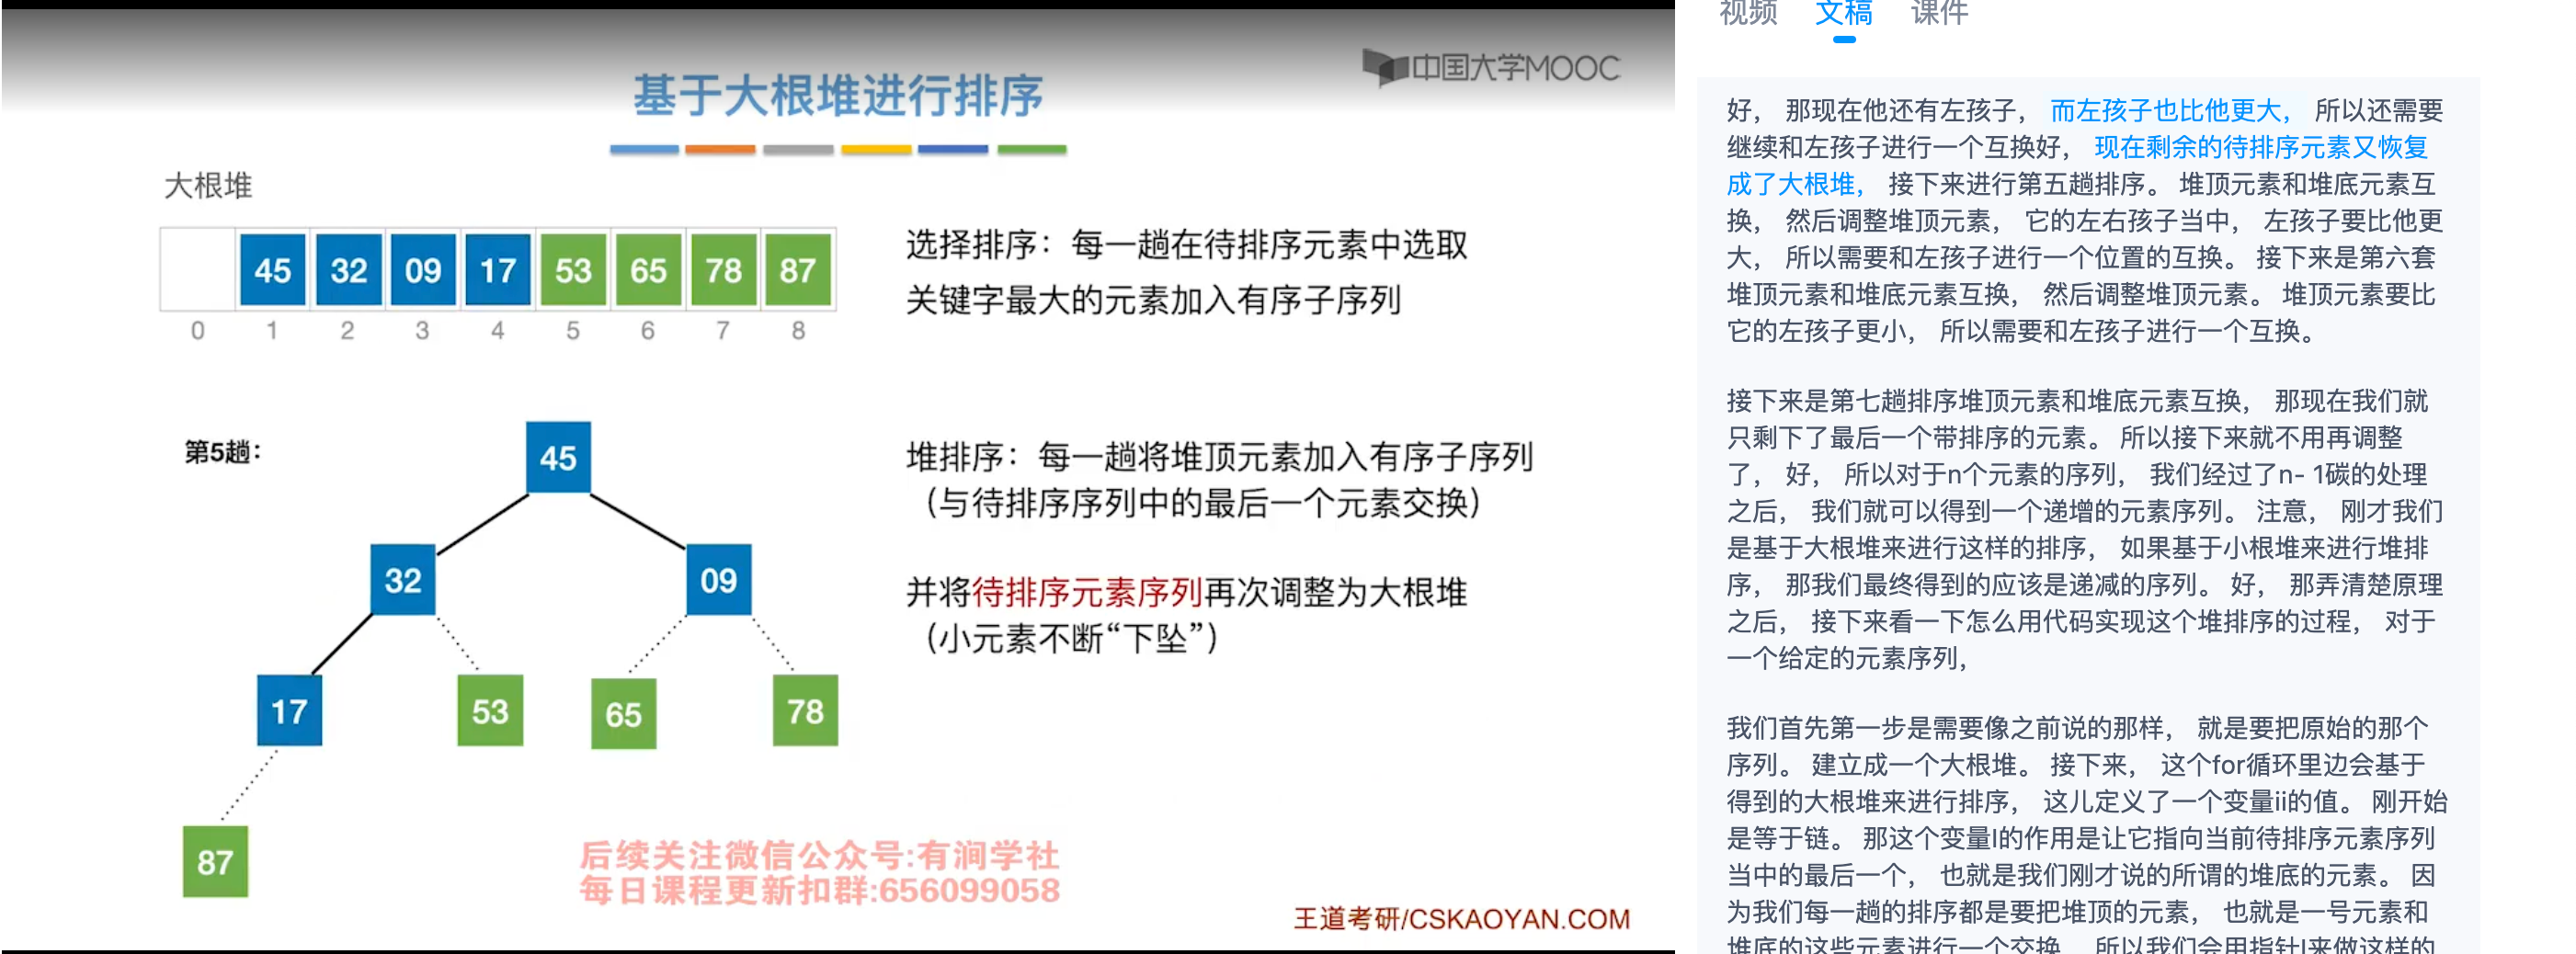 中国大学MOOC
基于大根堆进行排序
大根堆
45 32 09 17 53 65 78 87
0 1 2 3 4 5 6 7 8
选择排序：每一趟在待排序元素中选取
关键字最大的元素加入有序子序列
第5趟：
45
32 09
17 53 65 78
87
堆排序：每一趟将堆顶元素加入有序子序列
（与待排序序列中的最后一个元素交换）
并将待排序元素序列再次调整为大根堆
（小元素不断“下坠”）
后续关注微信公众号:有涧学社
每日课程更新扣群:656099058
王道考研/CSKAOYAN.COM
视频 文稿 课件
好， 那现在他还有左孩子， 而左孩子也比他更大， 所以还需要
继续和左孩子进行一个互换好， 现在剩余的待排序元素又恢复
成了大根堆， 接下来进行第五趟排序。 堆顶元素和堆底元素互
换， 然后调整堆顶元素， 它的左右孩子当中， 左孩子要比他更
大， 所以需要和左孩子进行一个位置的互换。 接下来是第六套
堆顶元素和堆底元素互换， 然后调整堆顶元素。 堆顶元素要比
它的左孩子更小， 所以需要和左孩子进行一个互换。
接下来是第七趟排序堆顶元素和堆底元素互换， 那现在我们就
只剩下了最后一个带排序的元素。 所以接下来就不用再调整
了， 好， 所以对于n个元素的序列， 我们经过了n- 1碳的处理
之后， 我们就可以得到一个递增的元素序列。 注意， 刚才我们
是基于大根堆来进行这样的排序， 如果基于小根堆来进行堆排
序， 那我们最终得到的应该是递减的序列。 好， 那弄清楚原理
之后， 接下来看一下怎么用代码实现这个堆排序的过程， 对于
一个给定的元素序列，
我们首先第一步是需要像之前说的那样， 就是要把原始的那个
序列。 建立成一个大根堆。 接下来， 这个for循环里边会基于
得到的大根堆来进行排序， 这儿定义了一个变量ii的值。 刚开始
是等于链。 那这个变量I的作用是让它指向当前待排序元素序列
当中的最后一个， 也就是我们刚才说的所谓的堆底的元素。 因
为我们每一趟的排序都是要把堆顶的元素， 也就是一号元素和
堆底的这些元素进行一个交换， 所以我们会用指针I来做这样的